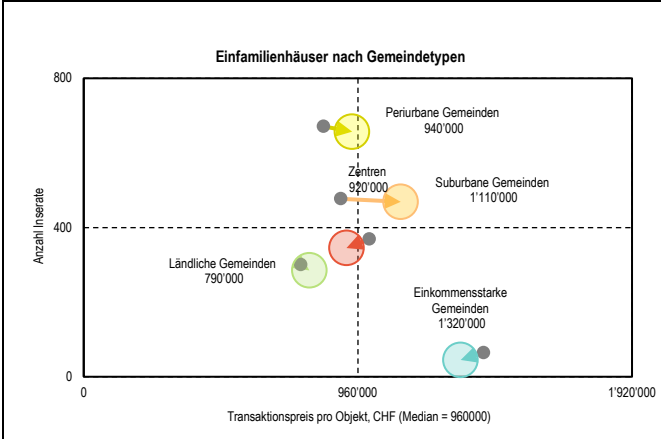 Einfamilienhäuser nach Gemeindetypen
800
Periurbane Gemeinden
940'000
Zentren
920'000
Suburbane Gemeinden
1'110'000
Anzahl Inserate
400
Ländliche Gemeinden
790'000
Einkommensstarke
Gemeinden
1'320'000
0
0
960'000
1'920'000
Transaktionspreis pro Objekt, CHF (Median = 960000)